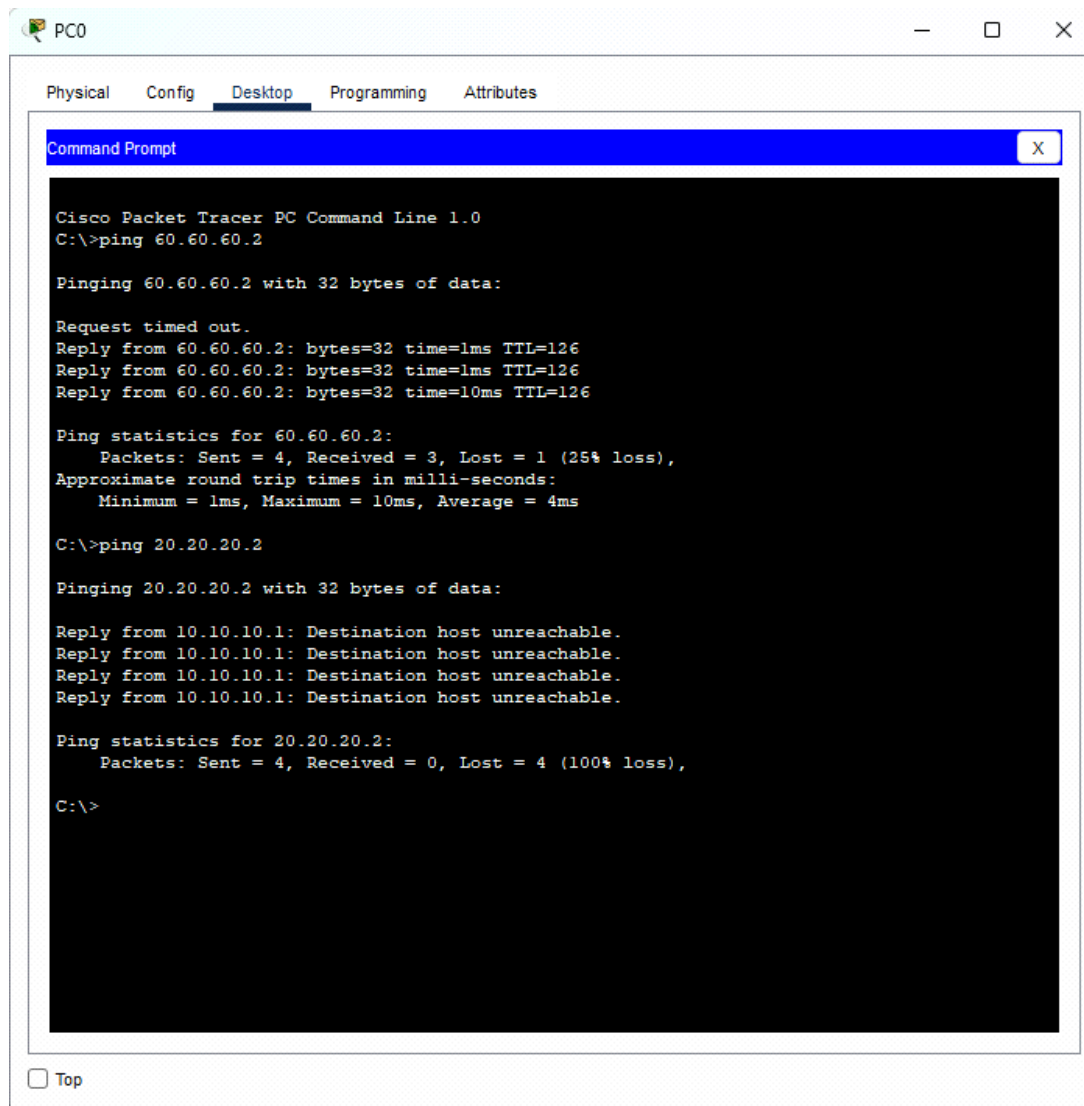 PC0
Physical Config Desktop Programming Attributes
Command Prompt X
Cisco Packet Tracer PC Command Line 1.0
C:\>ping 60.60.60.2
Pinging 60.60.60.2 with 32 bytes of data:
Request timed out.
Reply from 60.60.60.2: bytes=32 time=1ms TTL=126
Reply from 60.60.60.2: bytes=32 time=1ms TTL=126
Reply from 60.60.60.2: bytes=32 time=10ms TTL=126
Ping statistics for 60.60.60.2:
Packets: Sent = 4, Received = 3, Lost = 1 (25% loss),
Approximate round trip times in milli-seconds:
Minimum = 1ms, Maximum = 10ms, Average = 4ms
C:\>ping 20.20.20.2
Pinging 20.20.20.2 with 32 bytes of data:
Reply from 10.10.10.1: Destination host unreachable.
Reply from 10.10.10.1: Destination host unreachable.
Reply from 10.10.10.1: Destination host unreachable.
Reply from 10.10.10.1: Destination host unreachable.
Ping statistics for 20.20.20.2:
Packets: Sent = 4, Received = 0, Lost = 4 (100% loss),
C:\>
Top